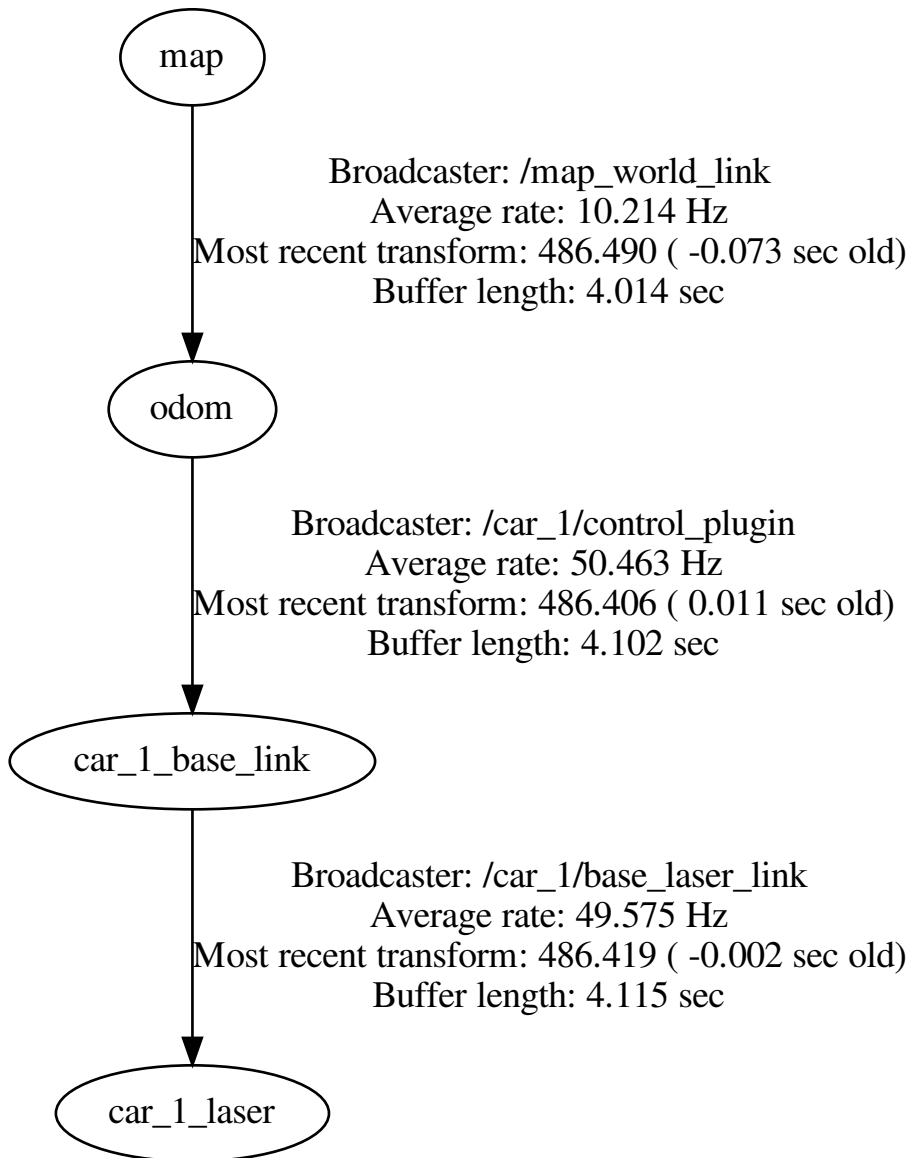 map
Broadcaster: /map_world_link
Average rate: 10.214 Hz
Most recent transform: 486.490 ( -0.073 sec old)
Buffer length: 4.014 sec
odom
Broadcaster: /car_1/control_plugin
Average rate: 50.463 Hz
Most recent transform: 486.406 ( 0.011 sec old)
Buffer length: 4.102 sec
car_1_base_link
Broadcaster: /car_1/base_laser_link
Average rate: 49.575 Hz
Most recent transform: 486.419 ( -0.002 sec old)
Buffer length: 4.115 sec
car_1_laser